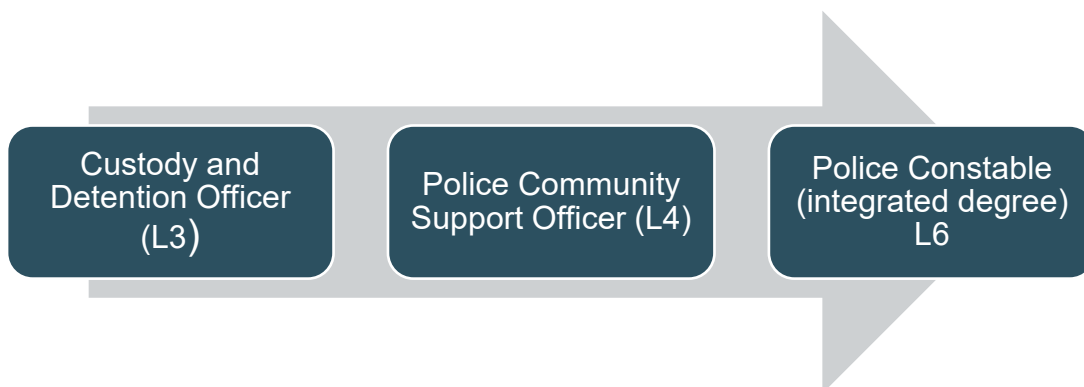 Custody and
Detention Officer
(L3)
Police Community
Support Officer (L4)
Police Constable
(integrated degree)
L6